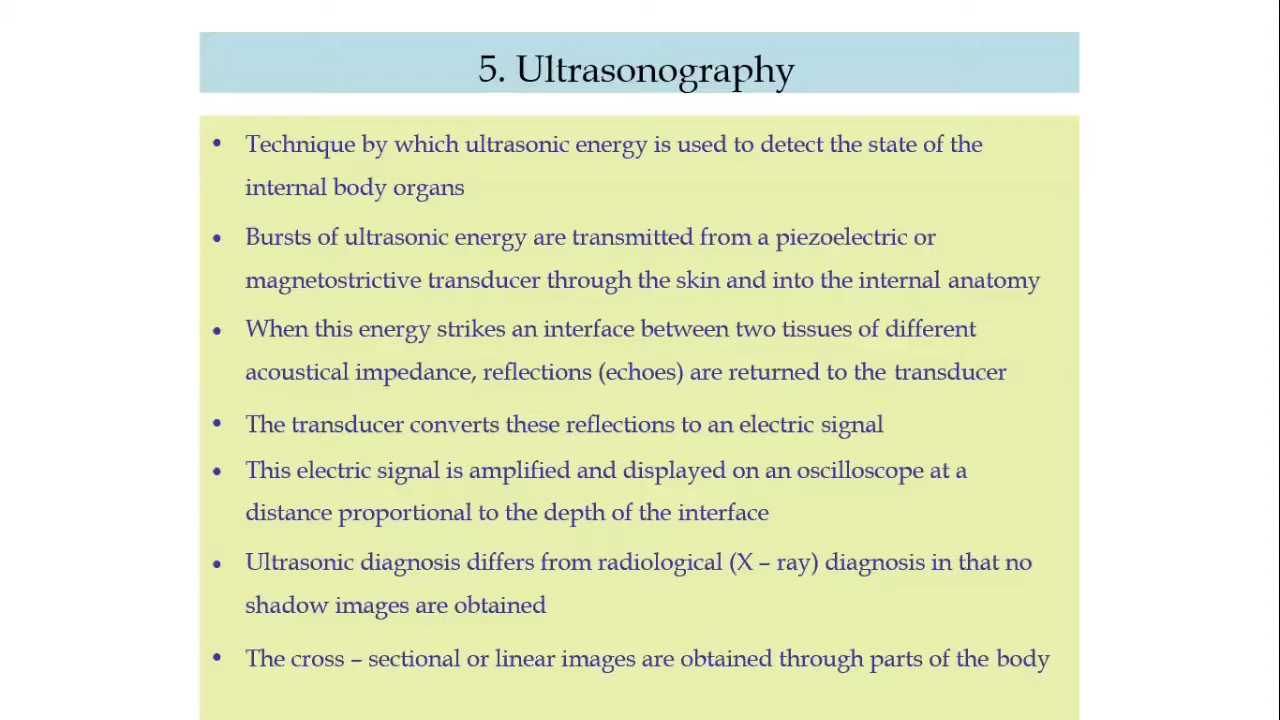 5. Ultrasonography
• Technique by which ultrasonic energy is used to detect the state of the
internal body organs
• Bursts of ultrasonic energy are transmitted from a piezoelectric or
magnetostrictive transducer through the skin and into the internal anatomy
• When this energy strikes an interface between two tissues of different
acoustical impedance, reflections (echoes) are returned to the transducer
• The transducer converts these reflections to an electric signal
• This electric signal is amplified and displayed on an oscilloscope at a
distance proportional to the depth of the interface
• Ultrasonic diagnosis differs from radiological (X – ray) diagnosis in that no
shadow images are obtained
• The cross – sectional or linear images are obtained through parts of the body